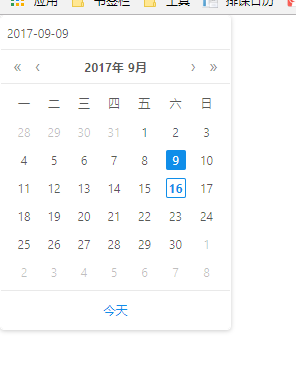 应用 书签栏 工具 排课日历
2017-09-09
« ‹ 2017年 9月 › »
一 二 三 四 五 六 日
28 29 30 31 1 2 3
4 5 6 7 8 9 10
11 12 13 14 15 16 17
18 19 20 21 22 23 24
25 26 27 28 29 30 1
2 3 4 5 6 7 8
今天